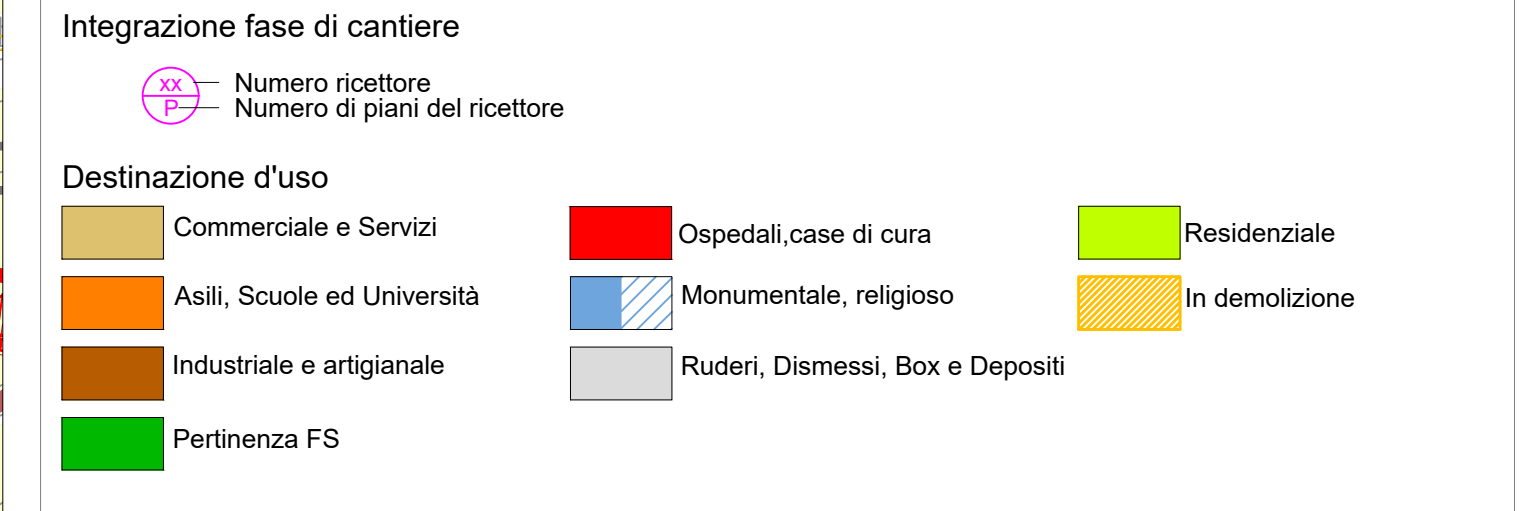 Integrazione fase di cantiere
xx
Numero ricettore
P
Numero di piani del ricettore
Destinazione d'uso
Commerciale e Servizi
Ospedali,case di cura
Residenziale
Asili, Scuole ed Università
Monumentale, religioso
In demolizione
Industriale e artigianale
Ruderi, Dismessi, Box e Depositi
Pertinenza FS